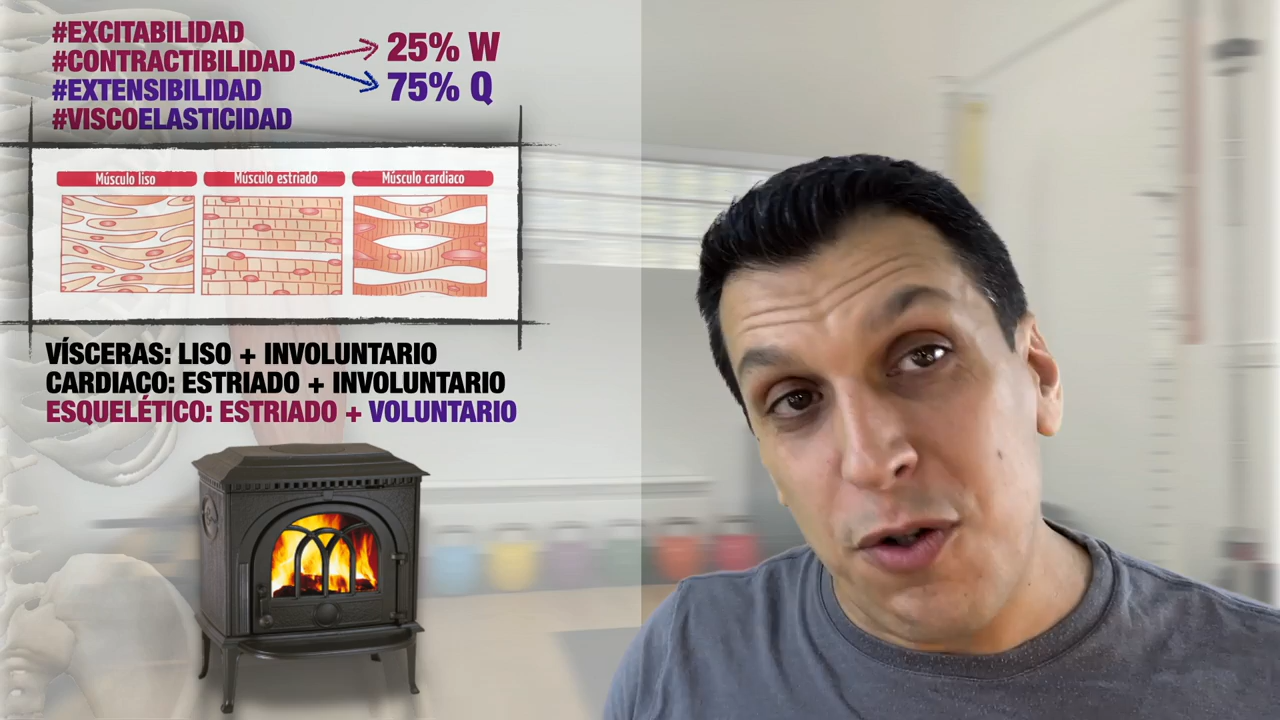 #EXCITABILIDAD
#CONTRACTIBILIDAD
25% W
75% Q
#EXTENSIBILIDAD
#VISCOELASTICIDAD
Músculo liso
Músculo estriado
Músculo cardiaco
VÍSCERAS: LISO + INVOLUNTARIO
CARDIACO: ESTRIADO + INVOLUNTARIO
ESQUELÉTICO: ESTRIADO + VOLUNTARIO